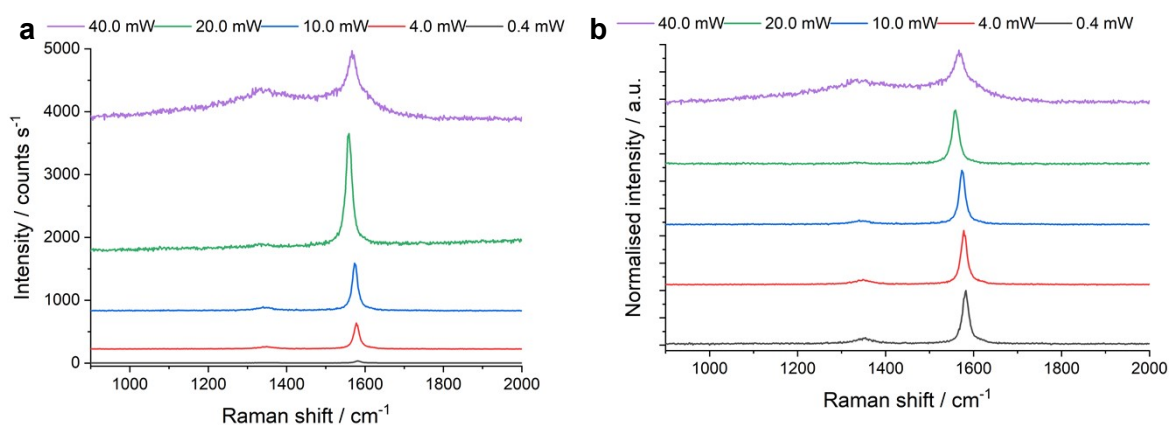 a
40.0 mW 20.0 mW 10.0 mW 4.0 mW 0.4 mW
5000
4000
3000
2000
1000
0
Intensity / counts s⁻¹
1000 1200 1400 1600 1800 2000
Raman shift / cm⁻¹
b
40.0 mW 20.0 mW 10.0 mW 4.0 mW 0.4 mW
Normalised intensity / a.u.
1000 1200 1400 1600 1800 2000
Raman shift / cm⁻¹